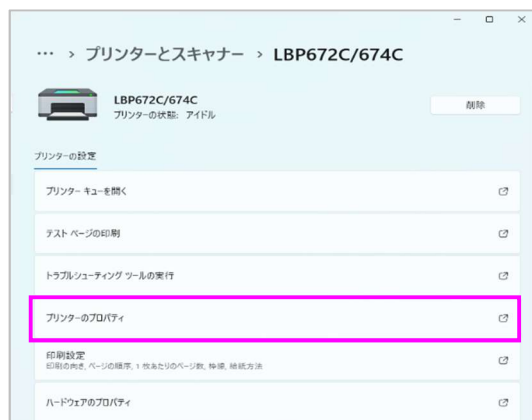 … › プリンターとスキャナー › LBP672C/674C
LBP672C/674C
プリンターの状態: アイドル
削除
プリンターの設定
プリンター キューを開く
テスト ページの印刷
トラブルシューティング ツールの実行
プリンターのプロパティ
印刷設定
印刷の向き, ページの順序, 1 枚あたりのページ数, 枠線, 給紙方法
ハードウェアのプロパティ